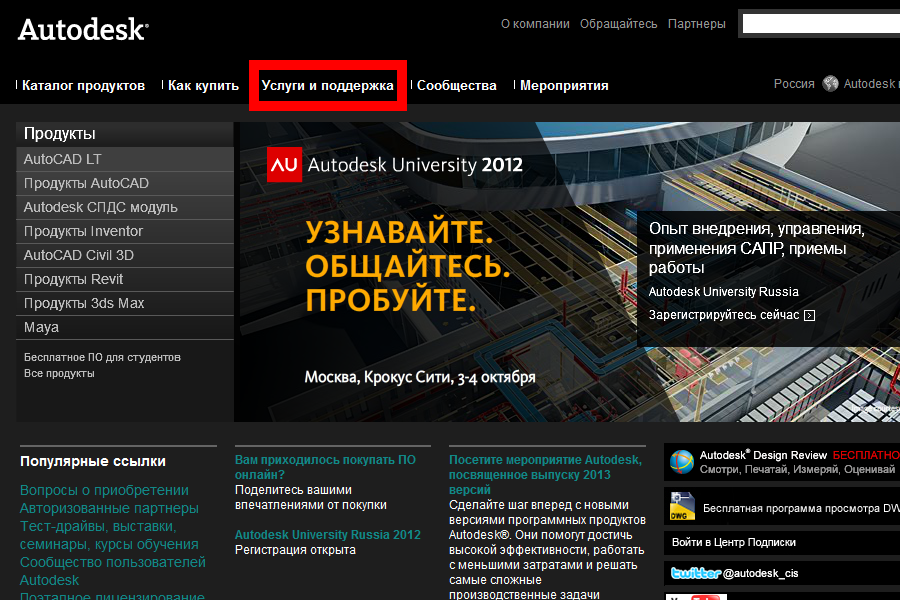 Autodesk®
О компании
Обращайтесь
Партнеры
Каталог продуктов
Как купить
Услуги и поддержка
Сообщества
Мероприятия
Россия
Autodesk
Продукты
AutoCAD LT
Продукты AutoCAD
Autodesk СПДС модуль
Продукты Inventor
AutoCAD Civil 3D
Продукты Revit
Продукты 3ds Max
Maya
Бесплатное ПО для студентов
Все продукты
AU Autodesk University 2012
УЗНАВАЙТЕ.
ОБЩАЙТЕСЬ.
ПРОБУЙТЕ.
Москва, Крокус Сити, 3-4 октября
Опыт внедрения, управления,
применения САПР, приемы
работы
Autodesk University Russia
Зарегистрируйтесь сейчас
Популярные ссылки
Вопросы о приобретении
Авторизованные партнеры
Тест-драйвы, выставки,
семинары, курсы обучения
Сообщество пользователей
Autodesk
Поэтапное лицензирование
Вам приходилось покупать ПО
онлайн?
Поделитесь вашими
впечатлениями от покупки
Autodesk University Russia 2012
Регистрация открыта
Посетите мероприятие Autodesk,
посвященное выпуску 2013
версий
Сделайте шаг вперед с новыми
версиями программных продуктов
Autodesk®. Они помогут достичь
высокой эффективности, работать
с меньшими затратами и решать
самые сложные
производственные задачи
Autodesk® Design Review БЕСПЛАТНО
Смотри, Печатай, Измеряй, Оценивай
DWG
Бесплатная программа просмотра DW
Войти в Центр Подписки
twitter @autodesk_cis